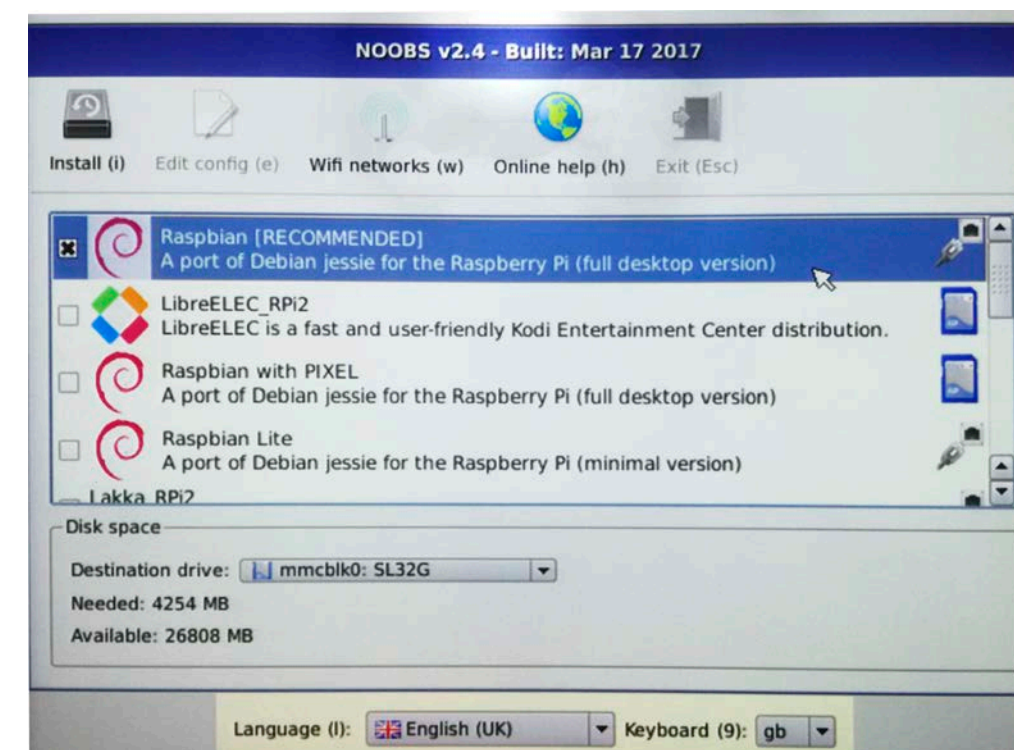 NOOBS v2.4 - Built: Mar 17 2017
Install (i) Edit config (e) Wifi networks (w) Online help (h) Exit (Esc)
Raspbian [RECOMMENDED]
A port of Debian jessie for the Raspberry Pi (full desktop version)
LibreELEC_RPi2
LibreELEC is a fast and user-friendly Kodi Entertainment Center distribution.
Raspbian with PIXEL
A port of Debian jessie for the Raspberry Pi (full desktop version)
Raspbian Lite
A port of Debian jessie for the Raspberry Pi (minimal version)
Lakka_RPi2
Disk space
Destination drive: mmcblk0: SL32G
Needed: 4254 MB
Available: 26808 MB
Language (l): English (UK) Keyboard (9): gb